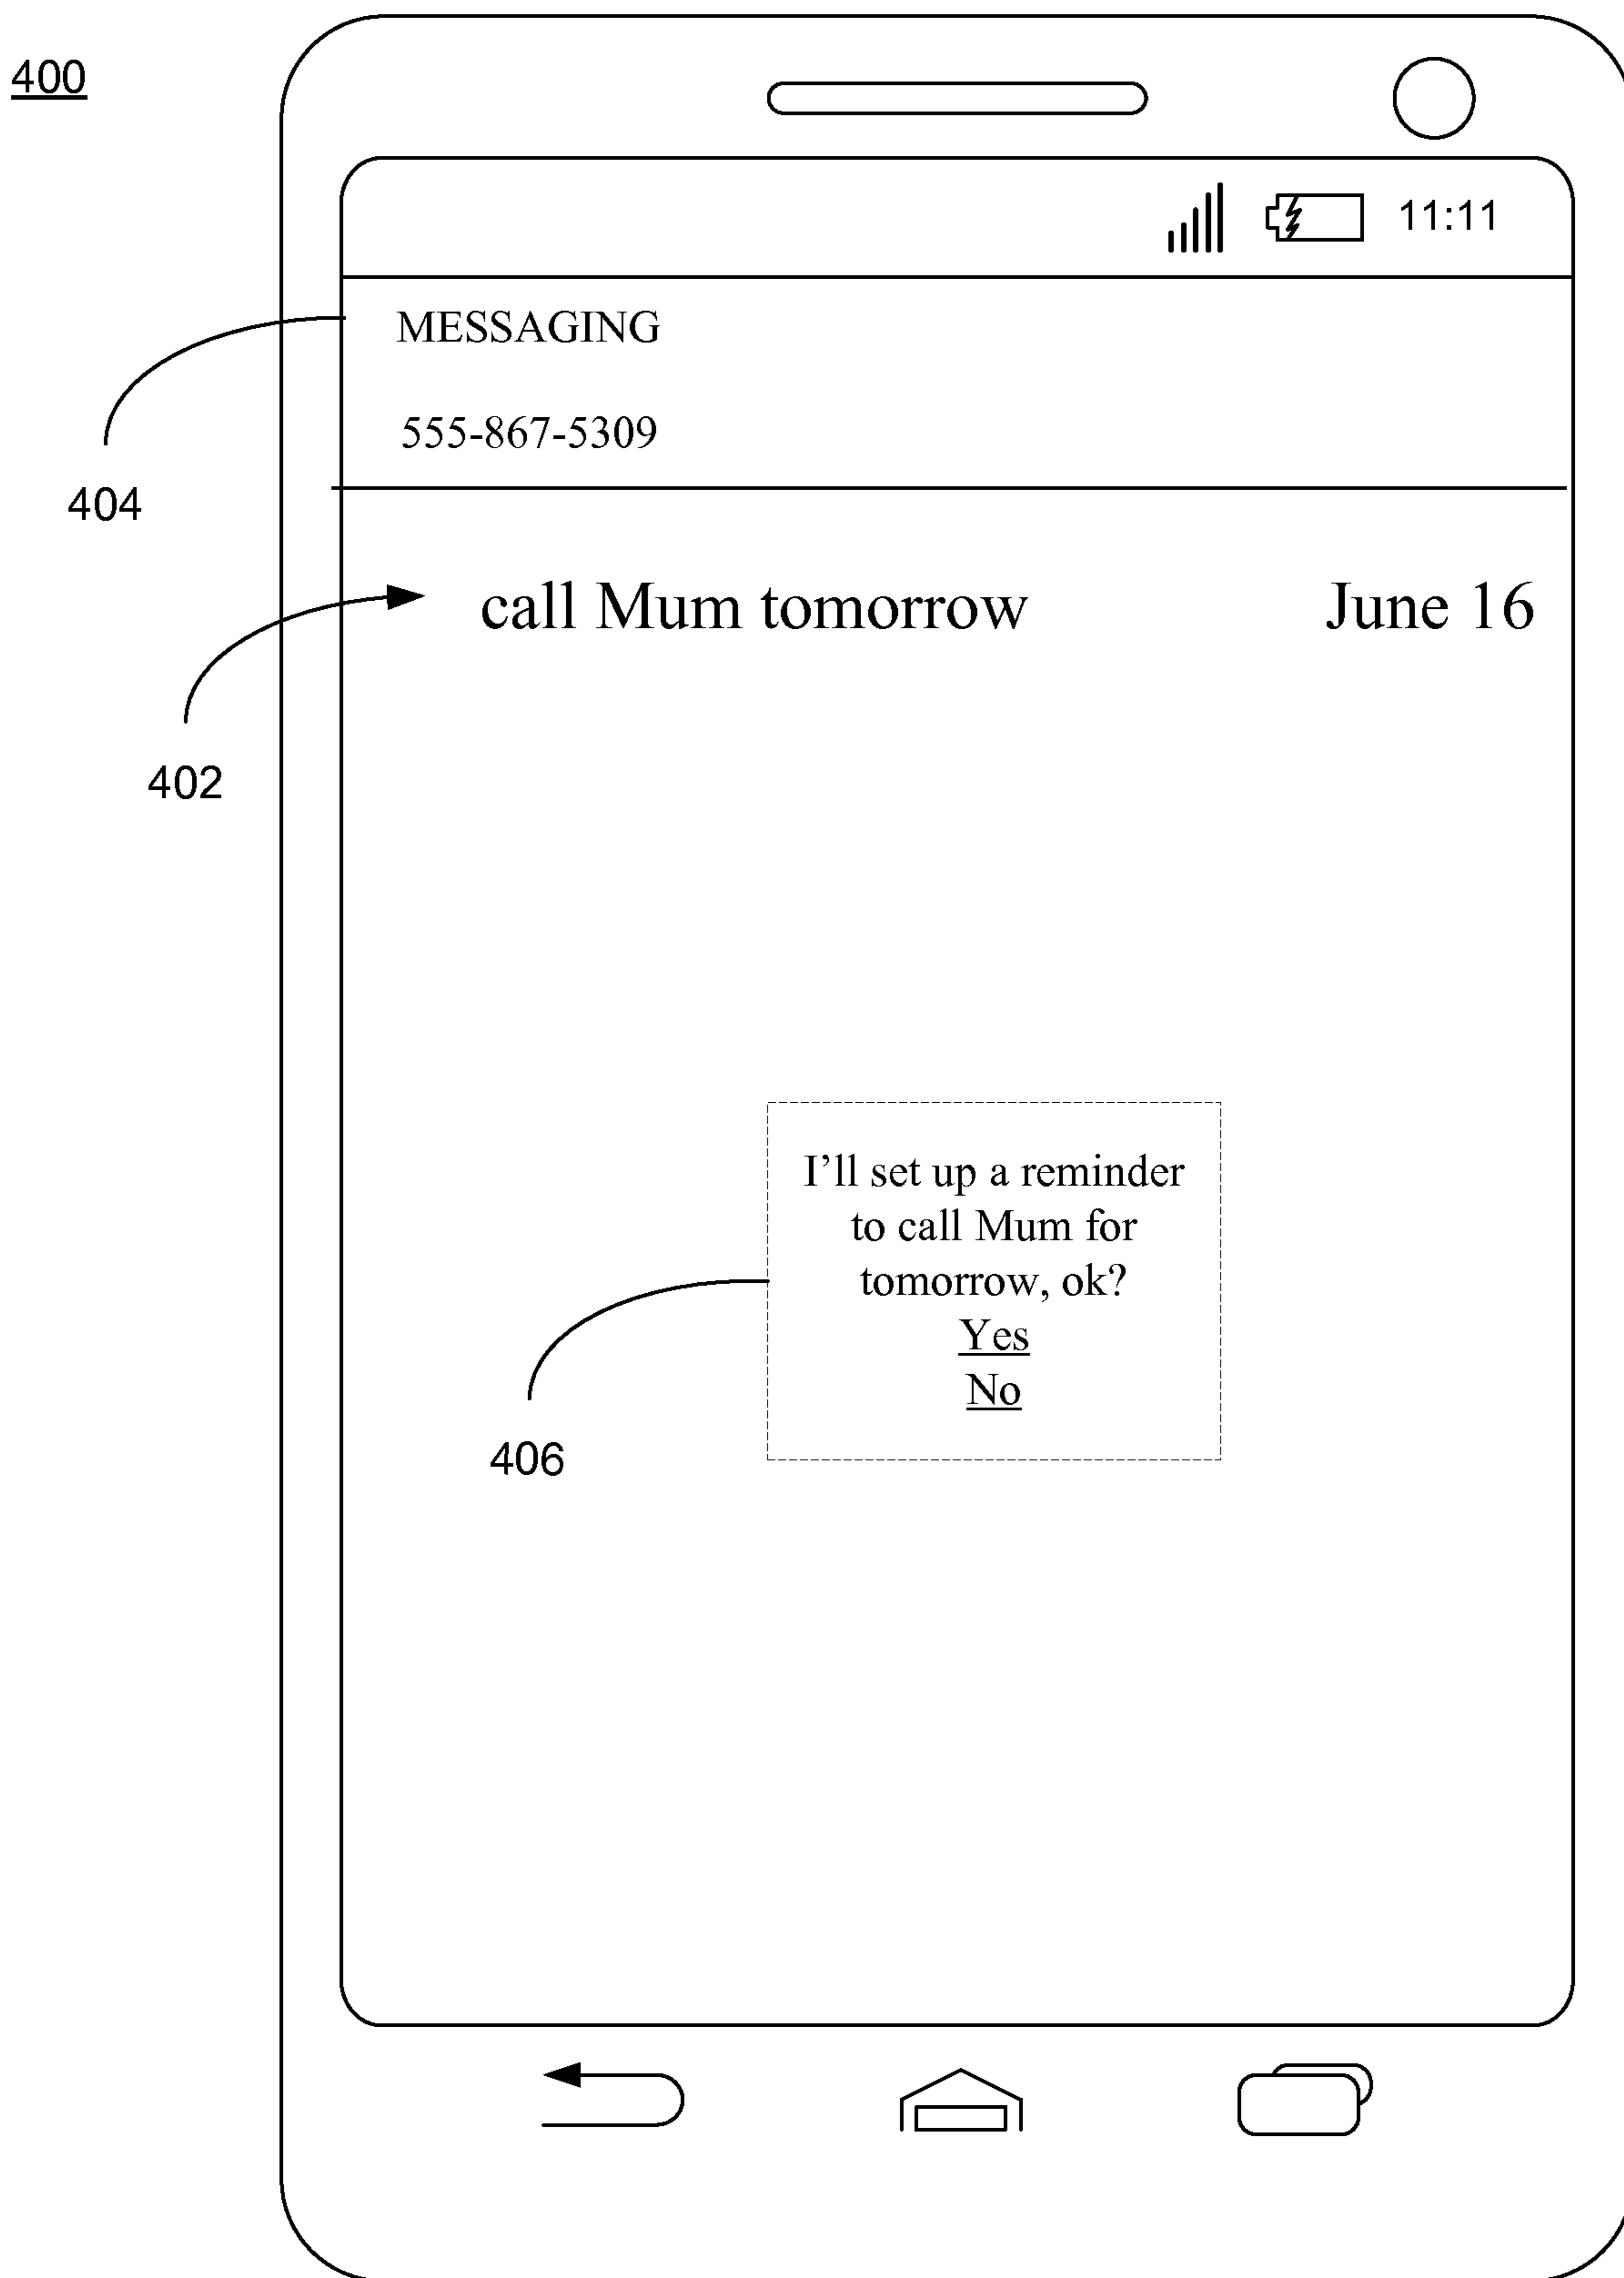 400
11:11
MESSAGING
555-867-5309
404
call Mum tomorrow June 16
402
I’ll set up a reminder
to call Mum for
tomorrow, ok?
Yes
No
406